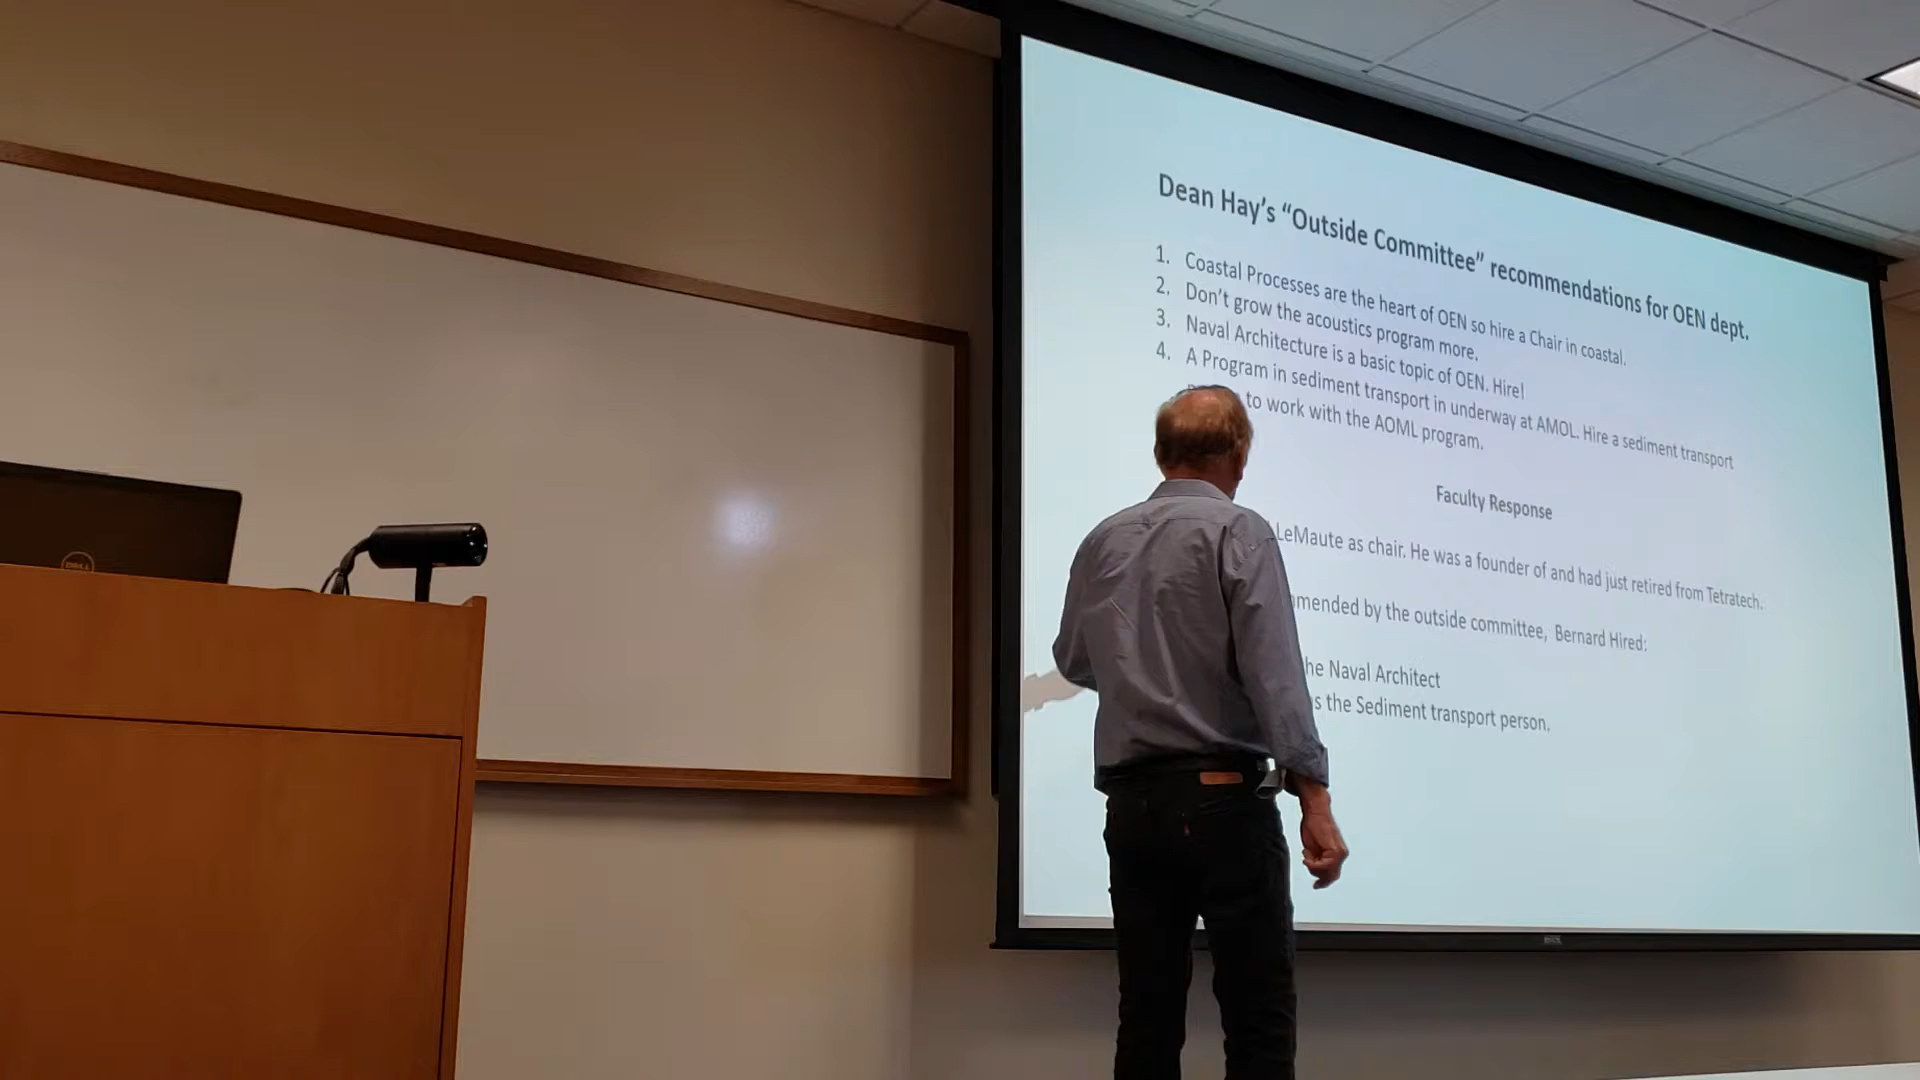 Dean Hay's "Outside Committee" recommendations for OEN dept.
1. Coastal Processes are the heart of OEN so hire a Chair in coastal.
2. Don't grow the acoustics program more.
3. Naval Architecture is a basic topic of OEN. Hire!
4. A Program in sediment transport in underway at AMOL. Hire a sediment transport
to work with the AOML program.
Faculty Response
LeMaute as chair. He was a founder of and had just retired from Tetratech.
mended by the outside committee, Bernard Hired:
he Naval Architect
s the Sediment transport person.
DELL